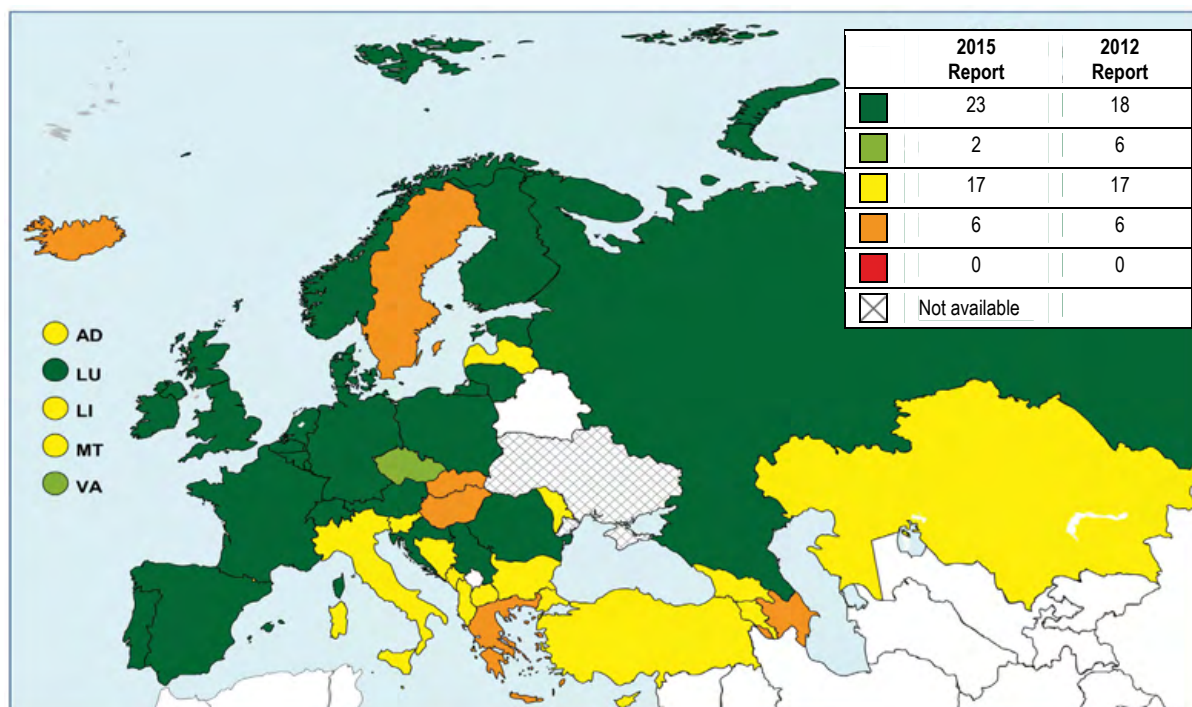 2015 Report 2012 Report
23 18
2 6
17 17
6 6
0 0
Not available
AD
LU
LI
MT
VA